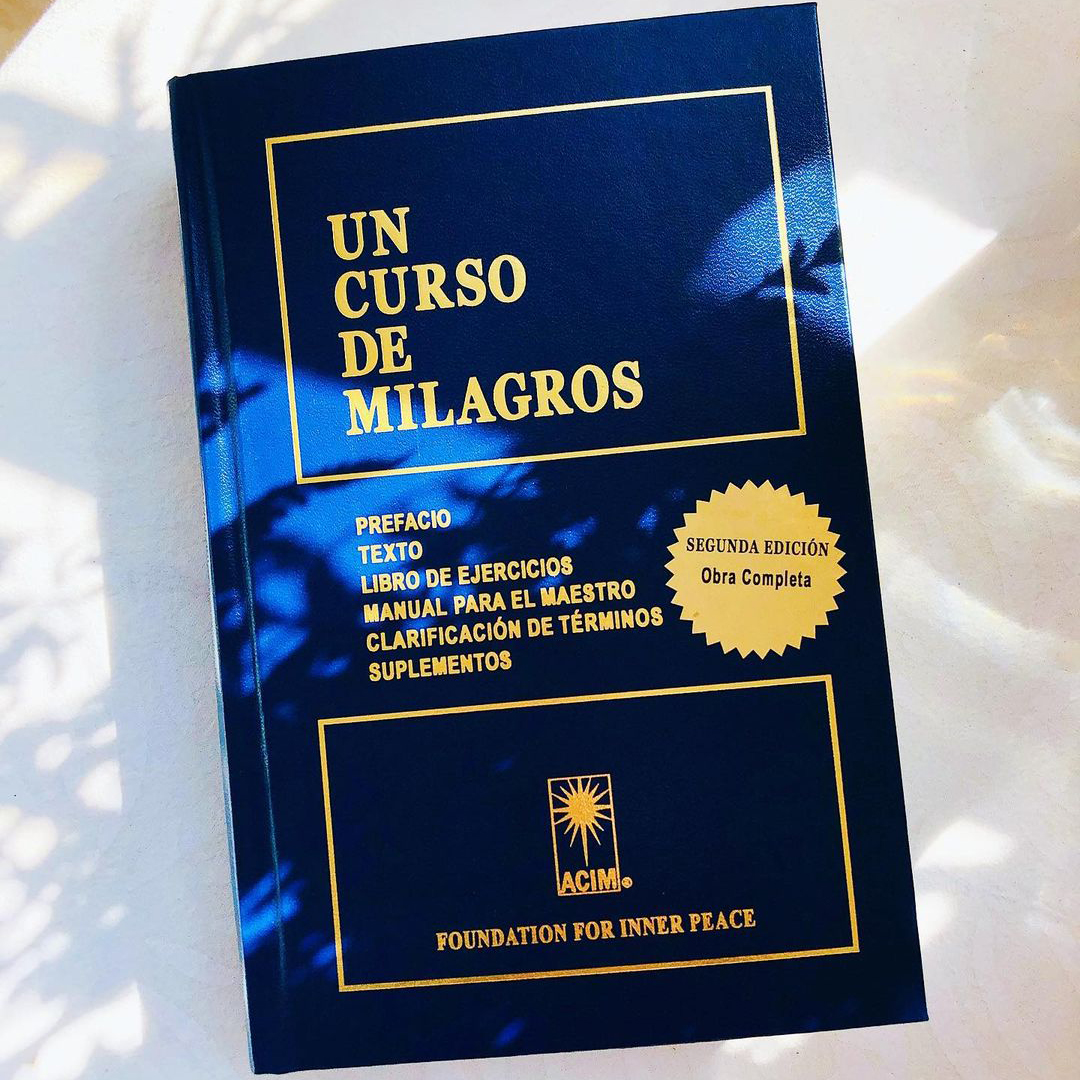 UN
CURSO
DE
MILAGROS
PREFACIO
TEXTO
LIBRO DE EJERCICIOS
MANUAL PARA EL MAESTRO
CLARIFICACIÓN DE TÉRMINOS
SUPLEMENTOS
SEGUNDA EDICIÓN
Obra Completa
ACIM®
FOUNDATION FOR INNER PEACE